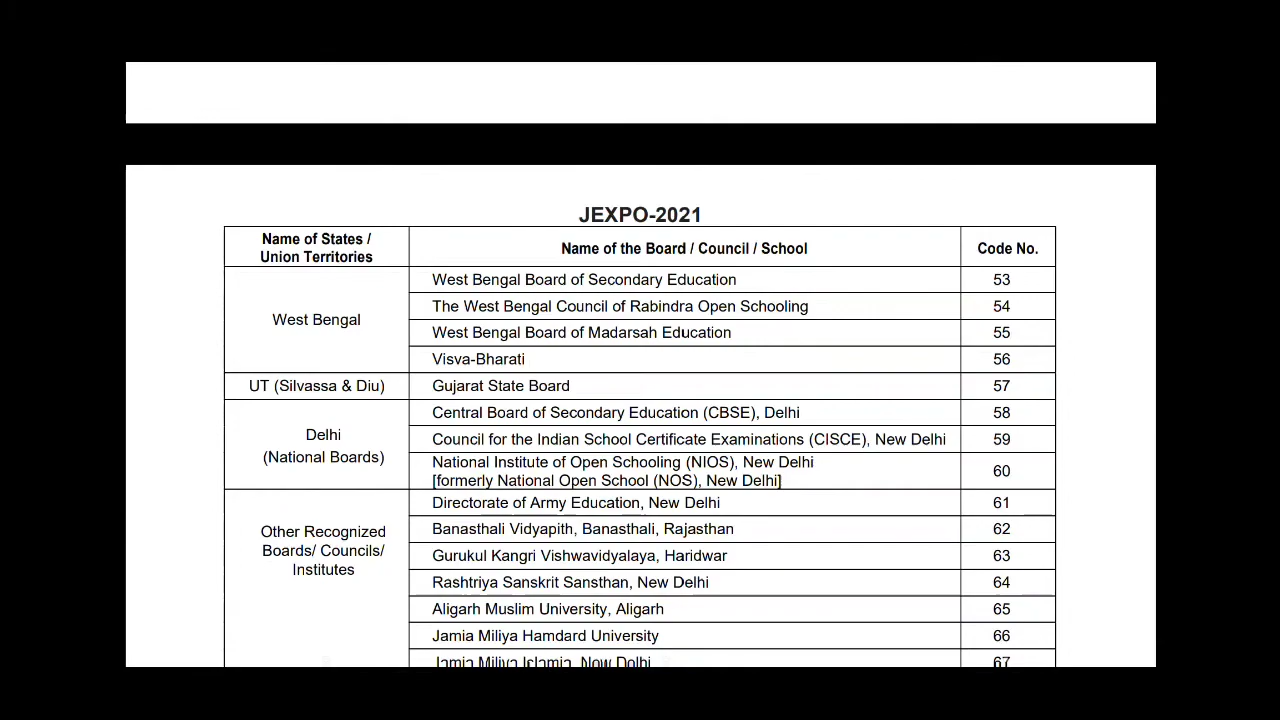 JEXPO-2021
Name of States /
Union Territories
Name of the Board / Council / School
Code No.
West Bengal
West Bengal Board of Secondary Education
53
The West Bengal Council of Rabindra Open Schooling
54
West Bengal Board of Madarsah Education
55
Visva-Bharati
56
UT (Silvassa & Diu)
Gujarat State Board
57
Delhi
(National Boards)
Central Board of Secondary Education (CBSE), Delhi
58
Council for the Indian School Certificate Examinations (CISCE), New Delhi
59
National Institute of Open Schooling (NIOS), New Delhi
[formerly National Open School (NOS), New Delhi]
60
Other Recognized
Boards/ Councils/
Institutes
Directorate of Army Education, New Delhi
61
Banasthali Vidyapith, Banasthali, Rajasthan
62
Gurukul Kangri Vishwavidyalaya, Haridwar
63
Rashtriya Sanskrit Sansthan, New Delhi
64
Aligarh Muslim University, Aligarh
65
Jamia Miliya Hamdard University
66
Jamia Miliya Islamia, New Delhi
67